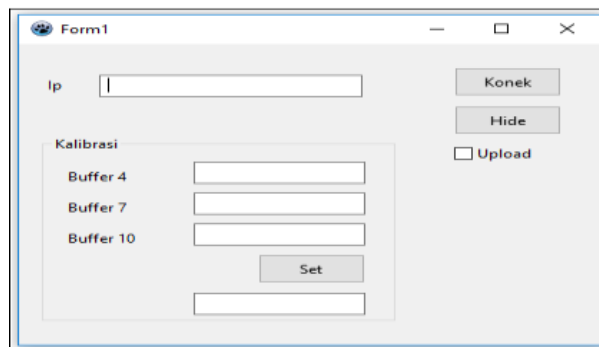 Form1
Ip
Konek
Hide
Upload
Kalibrasi
Buffer 4
Buffer 7
Buffer 10
Set